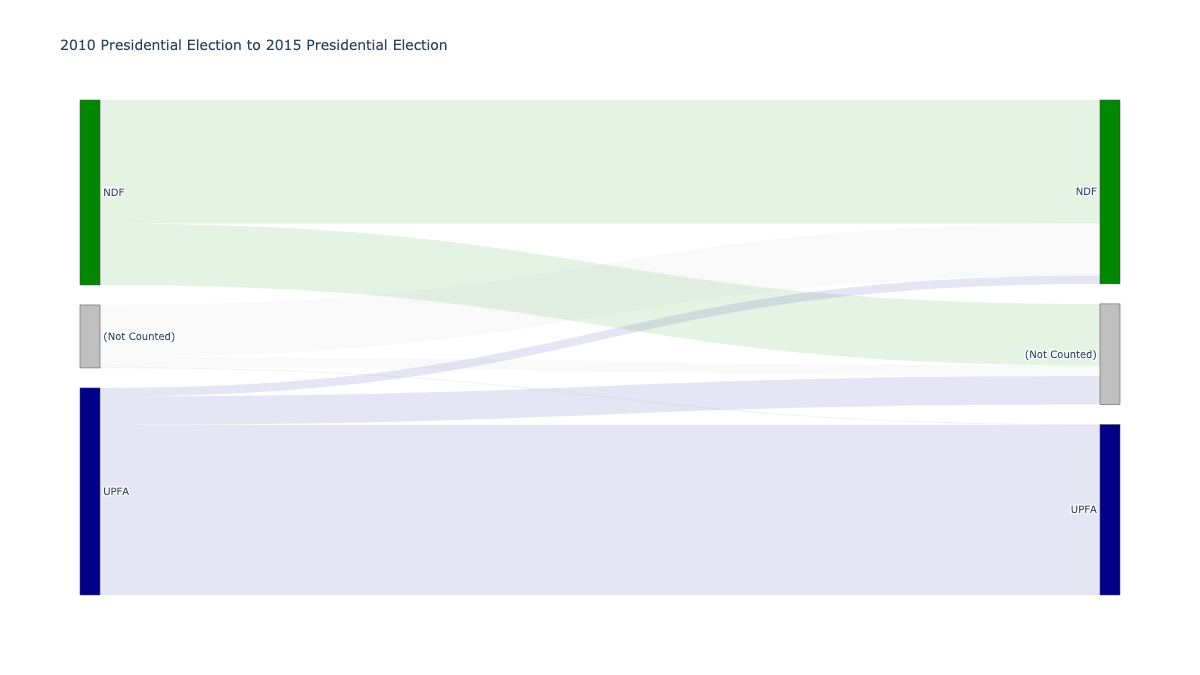 2010 Presidential Election to 2015 Presidential Election
NDF
NDF
(Not Counted)
(Not Counted)
UPFA
UPFA